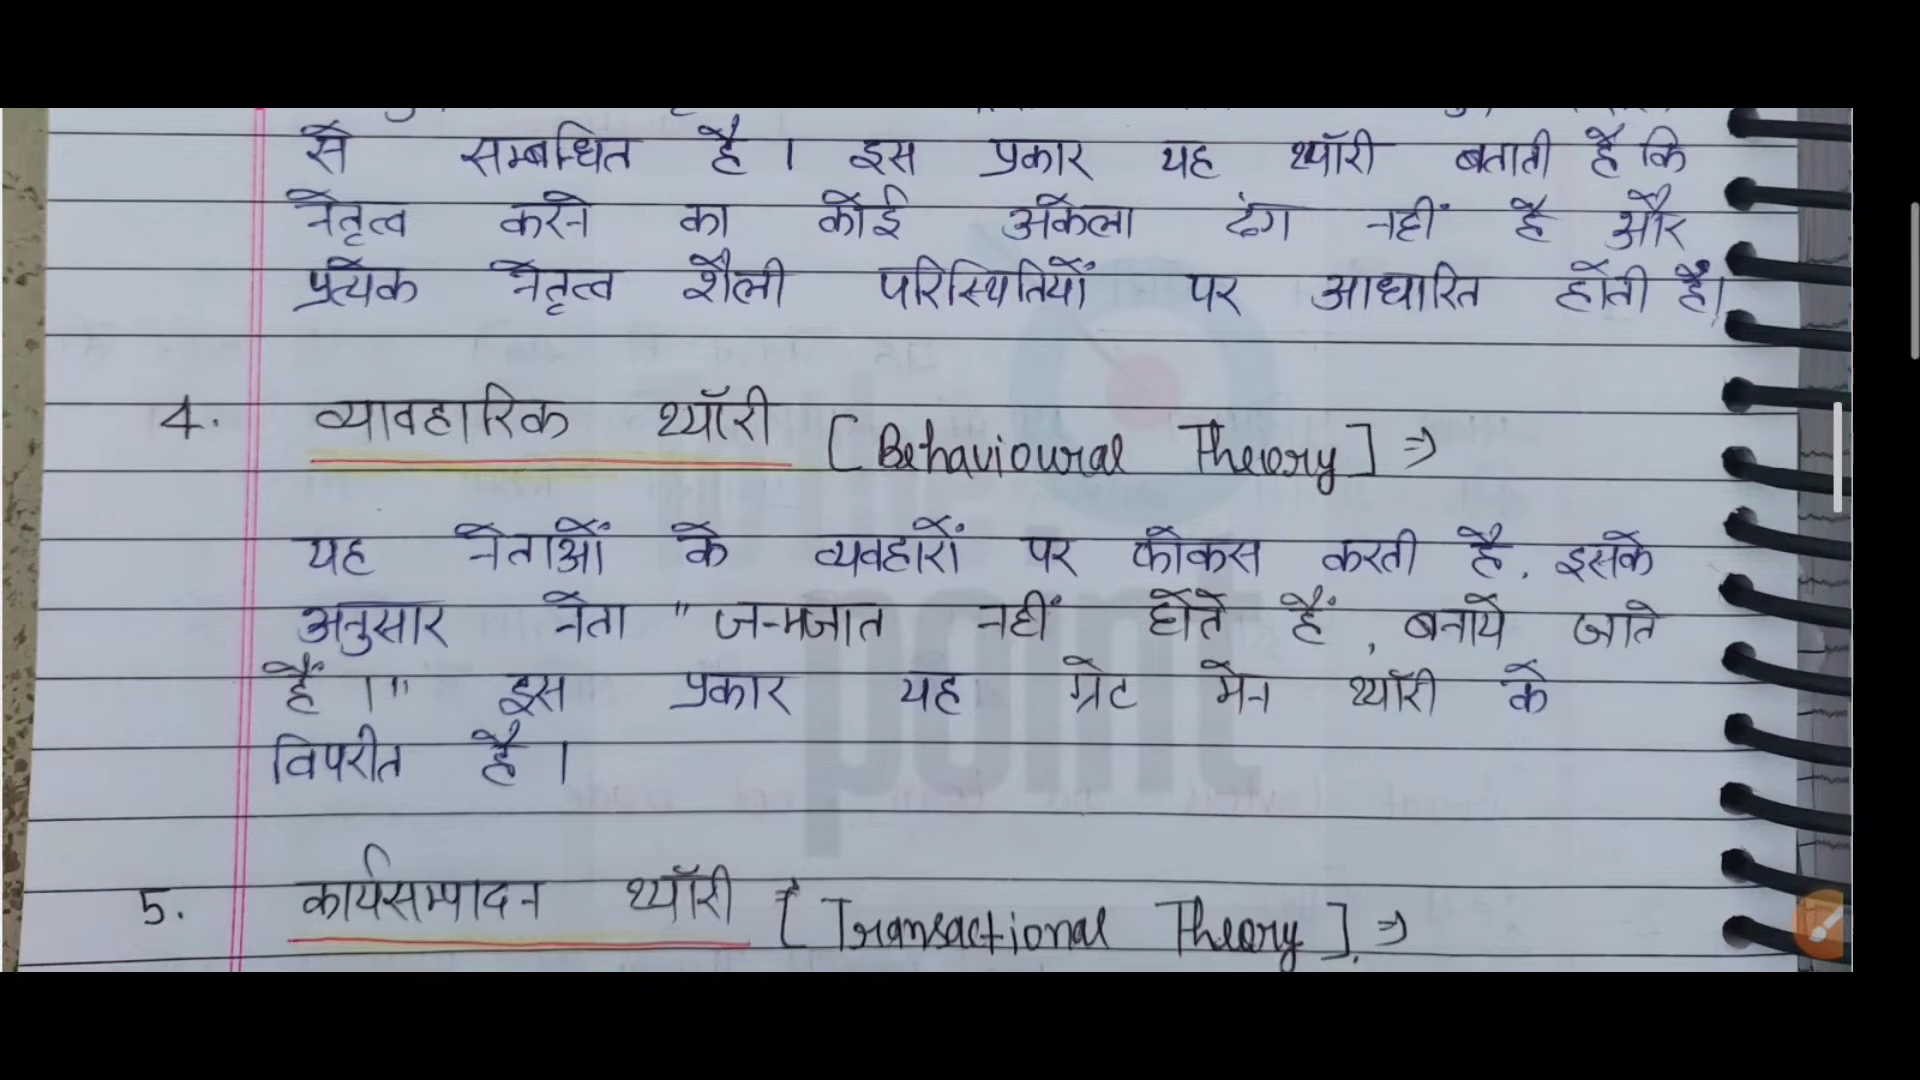 से सम्बन्धित है । इस प्रकार यह थ्यॉरी बताती है कि
नेतृत्व करने का कोई अकेला ढंग नहीं है और
प्रत्येक नेतृत्व शैली परिस्थितियों पर आधारित होती है।
4. व्यावहारिक थ्यॉरी [Behavioural Theory] ⇒
यह नेताओं के व्यवहारों पर फोकस करती है, इसके
अनुसार नेता "जन्मजात नहीं होते हैं, बनाये जाते
हैं ।" इस प्रकार यह ग्रेट मेन थ्यॉरी के
विपरीत है ।
5. कार्यसम्पादन थ्यॉरी [Transactional Theory] ⇒
point